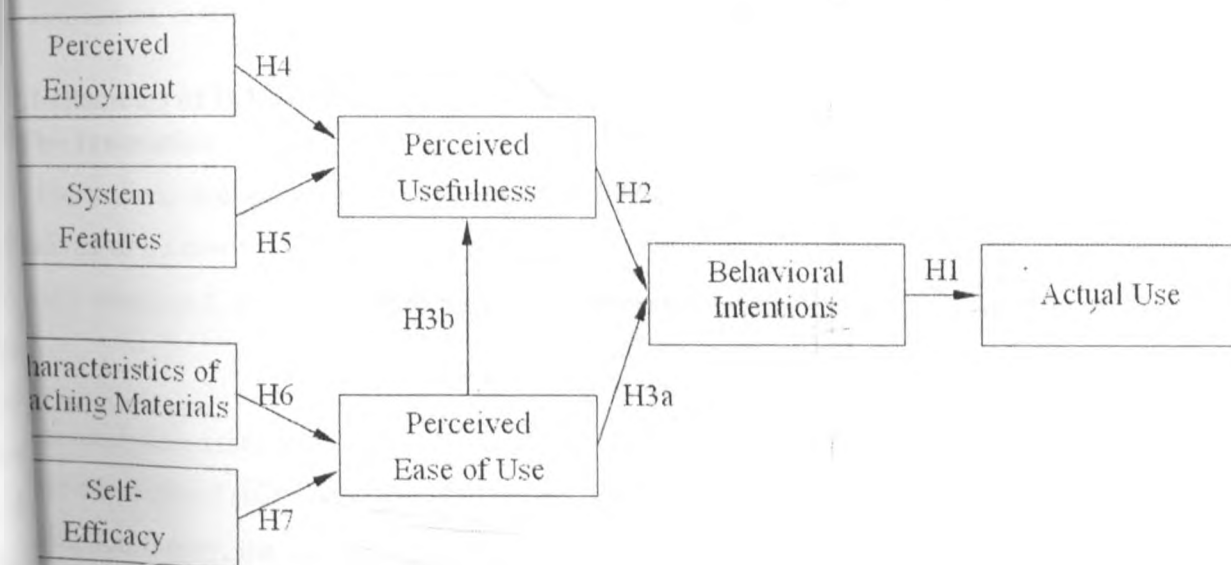 Perceived
Enjoyment
H4
System
Features
H5
Perceived
Usefulness
H2
H3b
Behavioral
Intentions
H1
Actual Use
haracteristics of
aching Materials
H6
Perceived
Ease of Use
H3a
Self-
Efficacy
H7